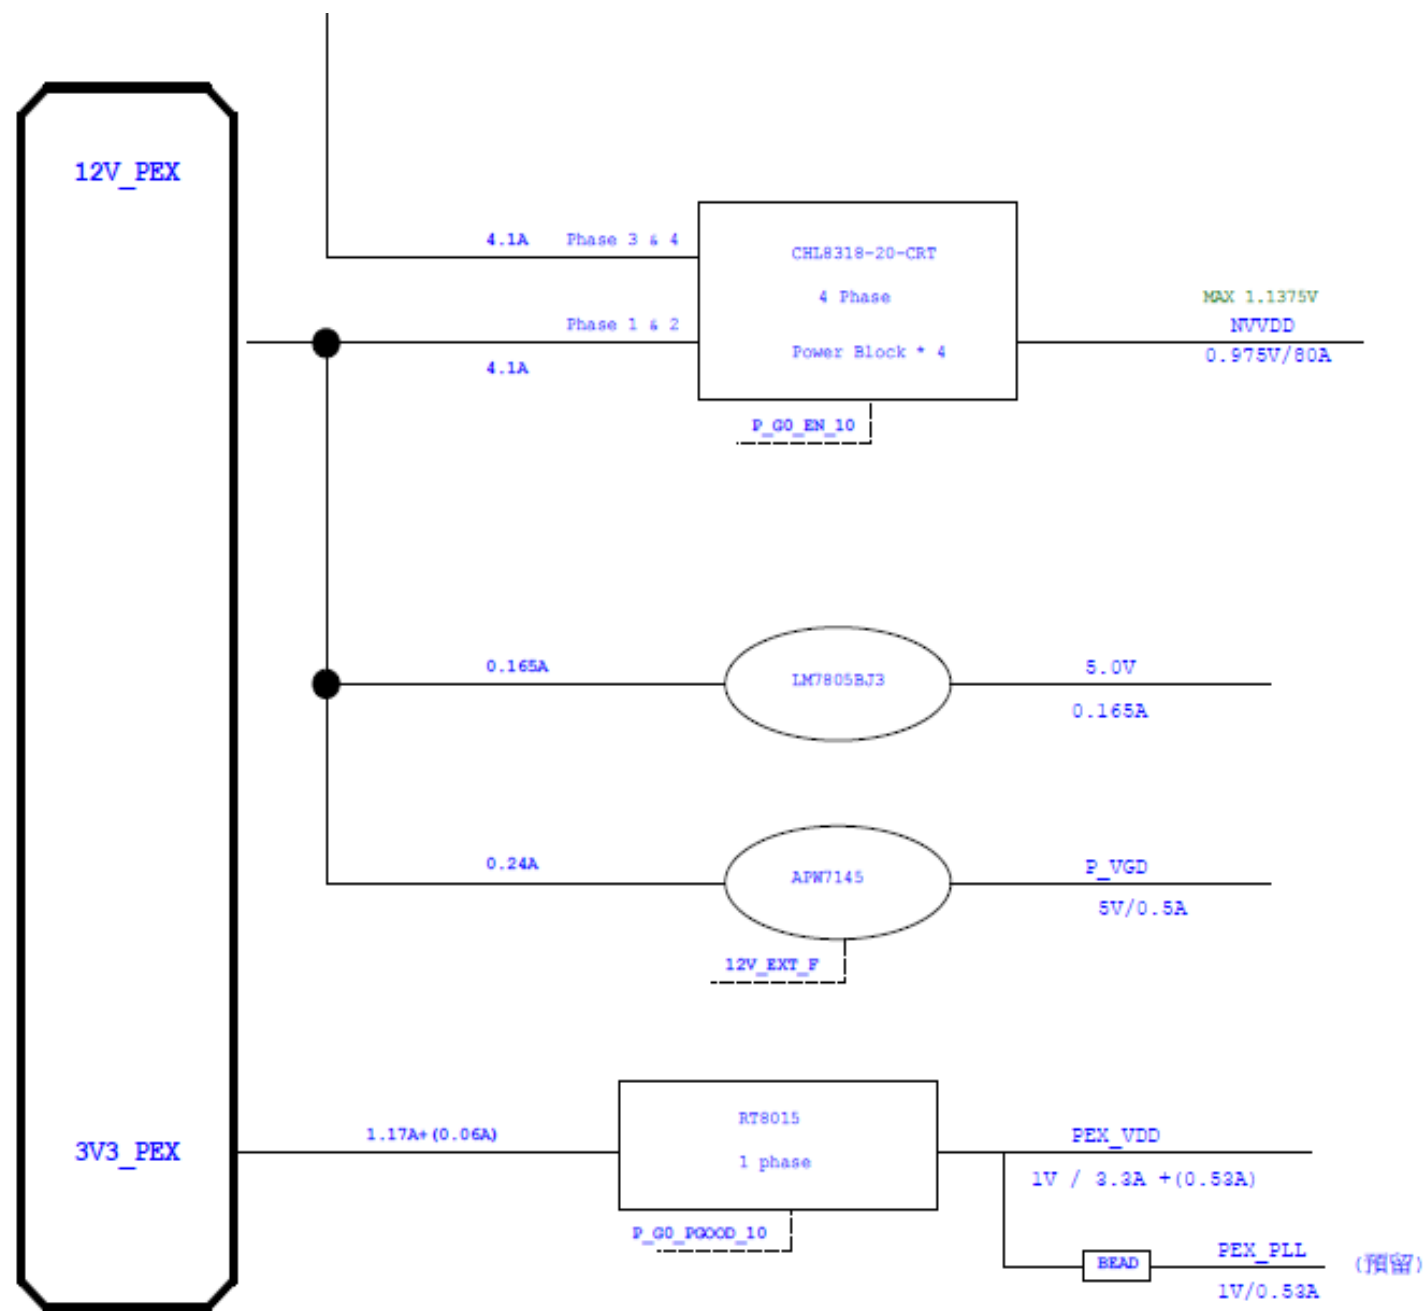 12V_PEX
4.1A
Phase 3 & 4
CHL8318-20-CRT
4 Phase
Power Block * 4
Phase 1 & 2
4.1A
MAX 1.1375V
NVVDD
0.975V/80A
P_G0_EN_10
0.165A
LM7805BJ3
5.0V
0.165A
0.24A
APW7145
P_VGD
5V/0.5A
12V_EXT_F
3V3_PEX
1.17A+(0.06A)
RT8015
1 phase
PEX_VDD
1V / 3.3A +(0.53A)
P_G0_PGOOD_10
BEAD
PEX_PLL
(預留)
1V/0.53A